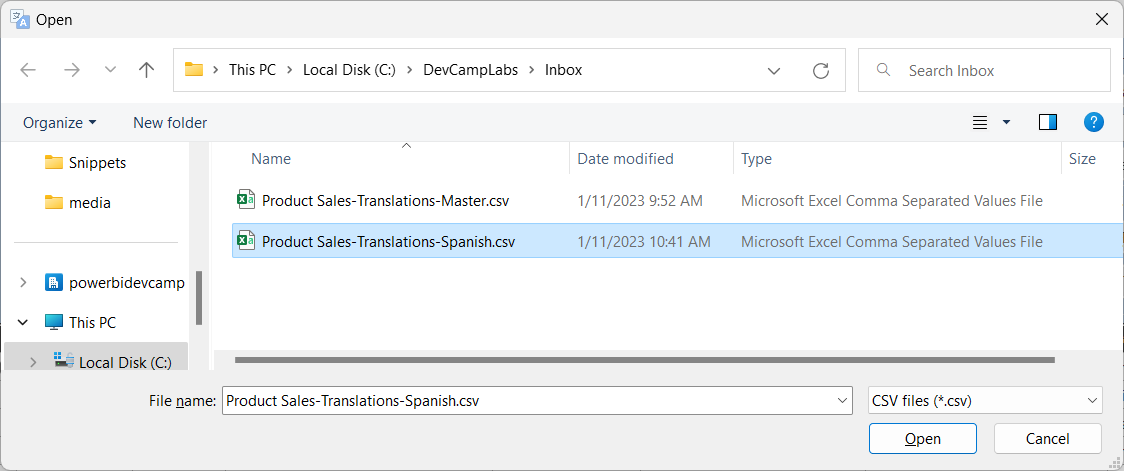 Open
This PC > Local Disk (C:) > DevCampLabs > Inbox
Search Inbox
Organize
New folder
Snippets
media
powerbidevcamp
This PC
Local Disk (C:)
Name Date modified Type Size
Product Sales-Translations-Master.csv 1/11/2023 9:52 AM Microsoft Excel Comma Separated Values File
Product Sales-Translations-Spanish.csv 1/11/2023 10:41 AM Microsoft Excel Comma Separated Values File
File name: Product Sales-Translations-Spanish.csv CSV files (*.csv)
Open Cancel